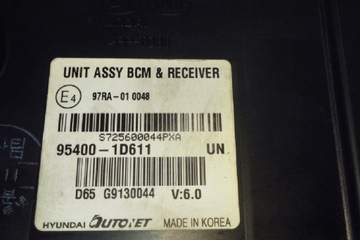 UNIT ASSY BCM & RECEIVER
E4 97RA-01 0048
S725600044PXA
95400-1D611 UN
D65 G9130044 V:6.0
HYUNDAI AUTONET MADE IN KOREA